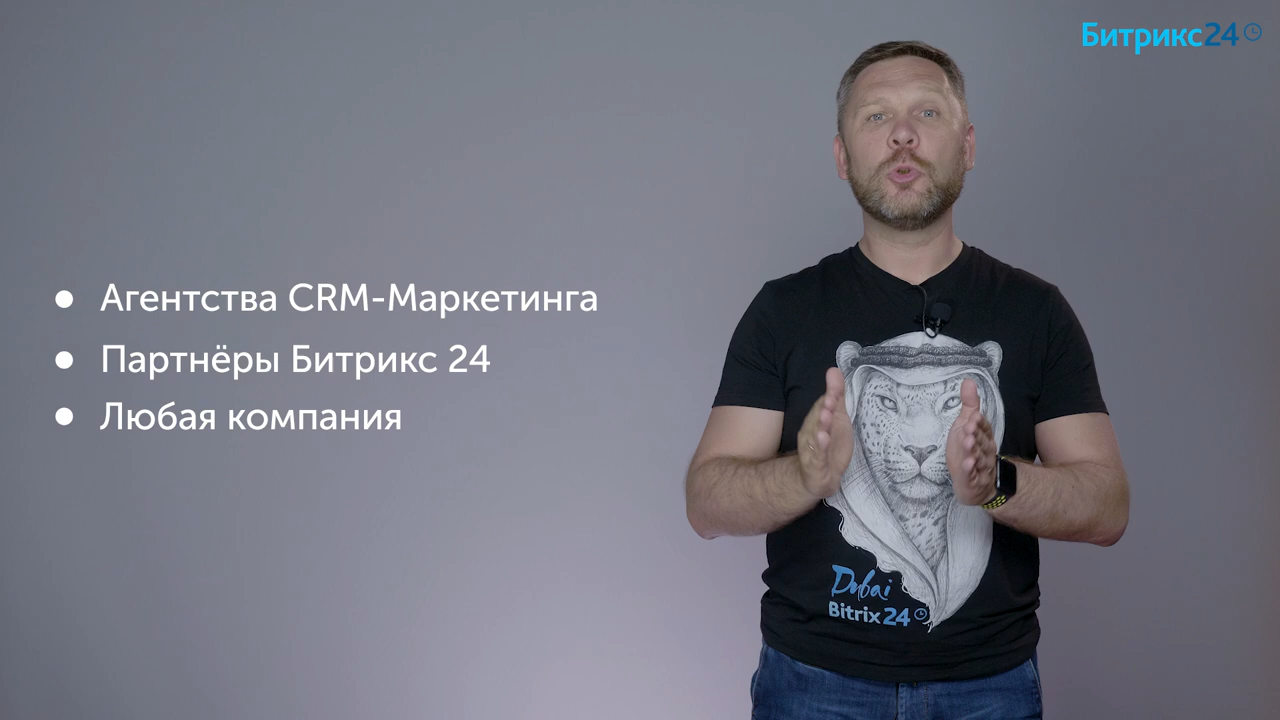 Битрикс24
Агентства CRM-Маркетинга
Партнёры Битрикс 24
Любая компания
Dubai
Bitrix24